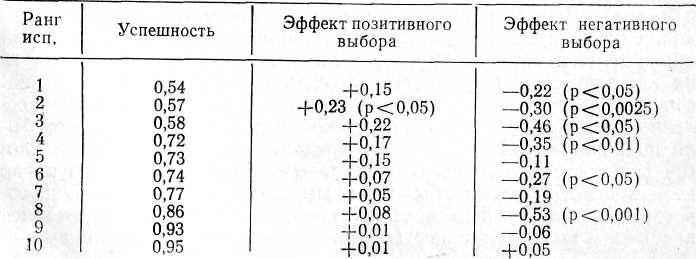 Ранг исп. Успешность Эффект позитивного выбора Эффект негативного выбора
1 0,54 +0,15 —0,22 (p<0,05)
2 0,57 +0,23 (p<0,05) —0,30 (p<0,0025)
3 0,58 +0,22 —0,46 (p<0,05)
4 0,72 +0,17 —0,35 (p<0,01)
5 0,73 +0,15 —0,11
6 0,74 +0,07 —0,27 (p<0,05)
7 0,77 +0,05 —0,19
8 0,86 +0,08 —0,53 (p<0,001)
9 0,93 +0,01 —0,06
10 0,95 +0,01 +0,05